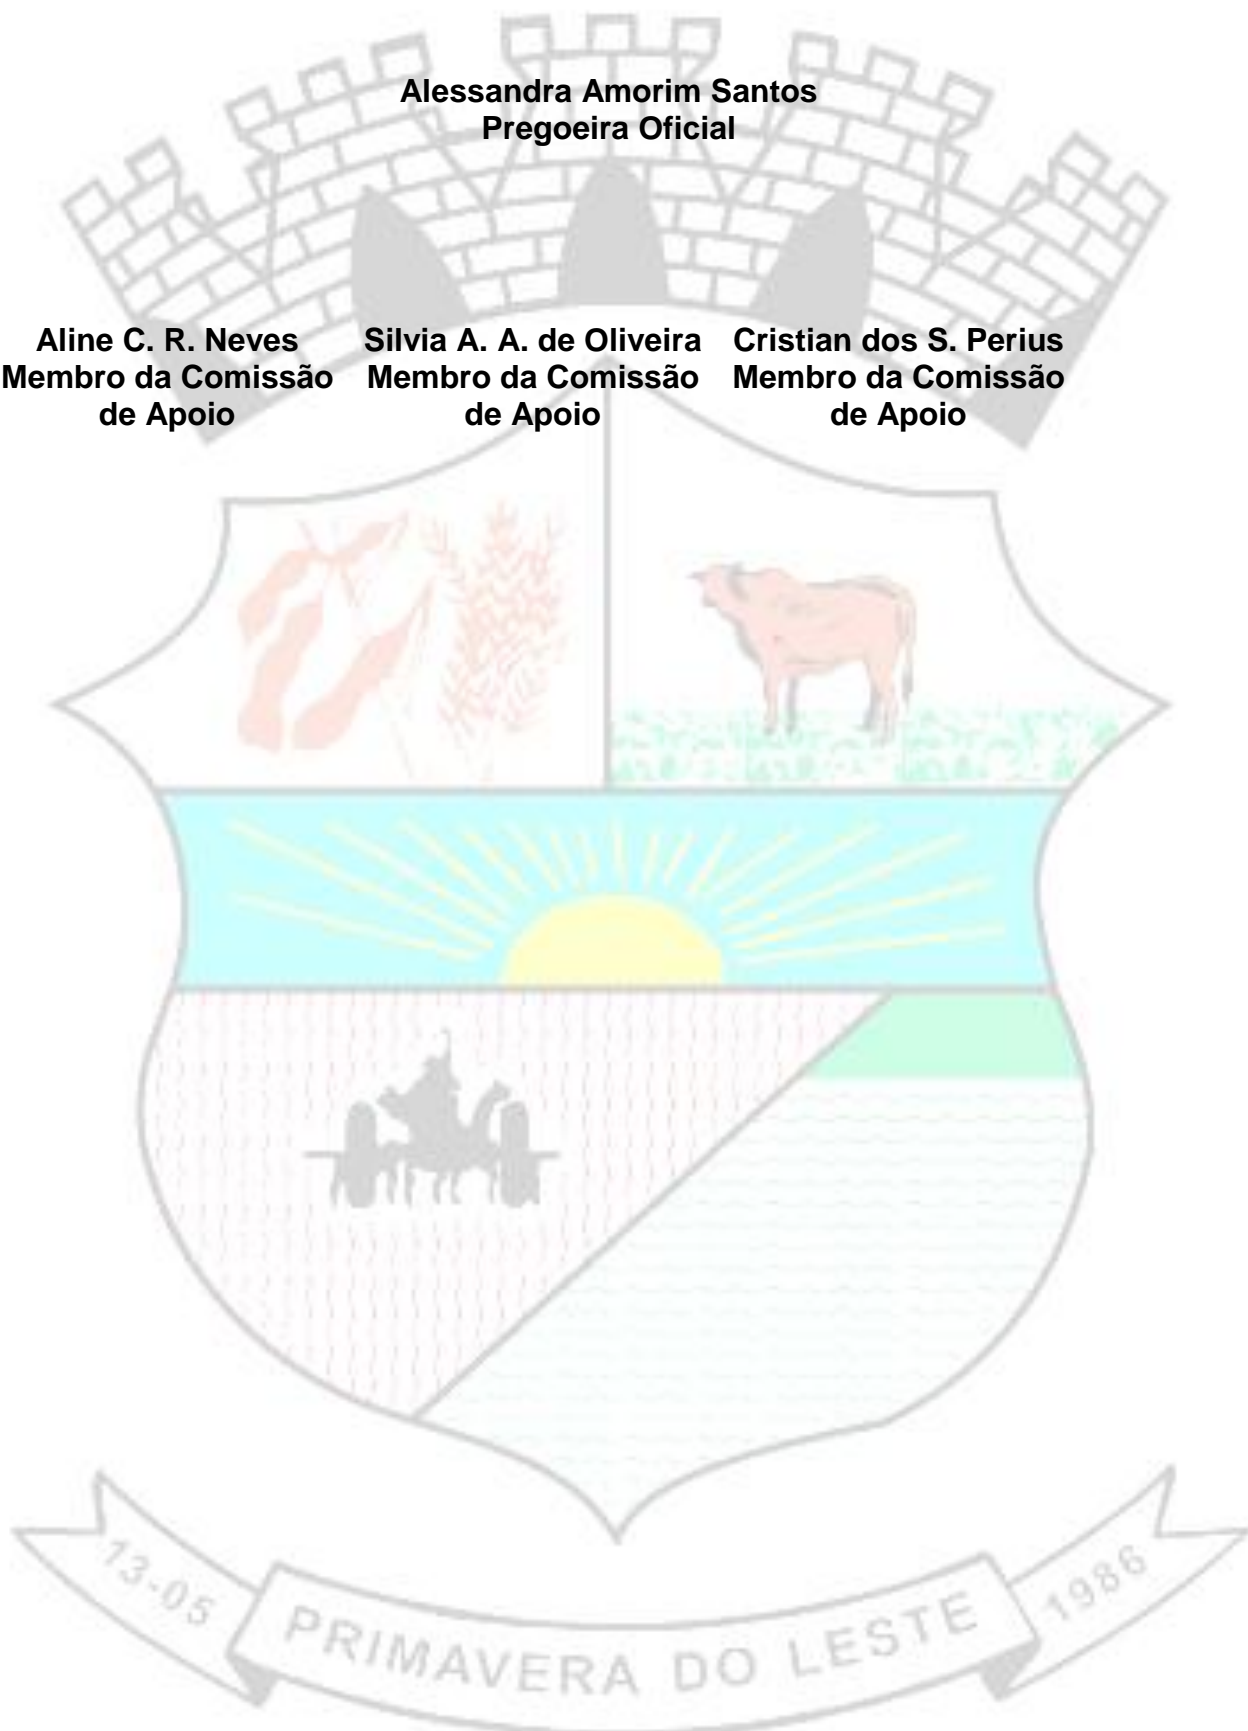 Alessandra Amorim Santos
Pregoeira Oficial
Aline C. R. Neves
Membro da Comissão
de Apoio
Silvia A. A. de Oliveira
Membro da Comissão
de Apoio
Cristian dos S. Perius
Membro da Comissão
de Apoio
13-05
PRIMAVERA DO LESTE
1986